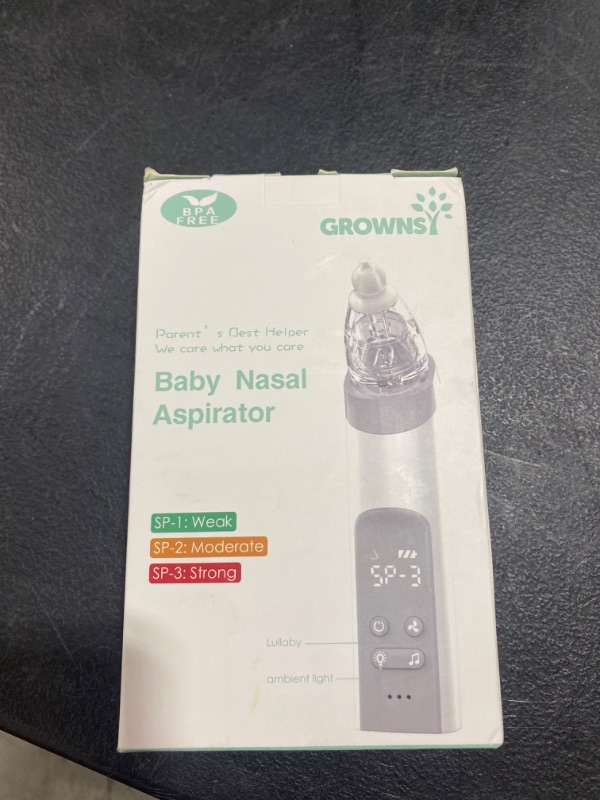 BPA
FREE
GROWNSY
Parent's Best Helper
We care what you care
Baby Nasal
Aspirator
SP-1: Weak
SP-2: Moderate
SP-3: Strong
SP-3
Lullaby
ambient light